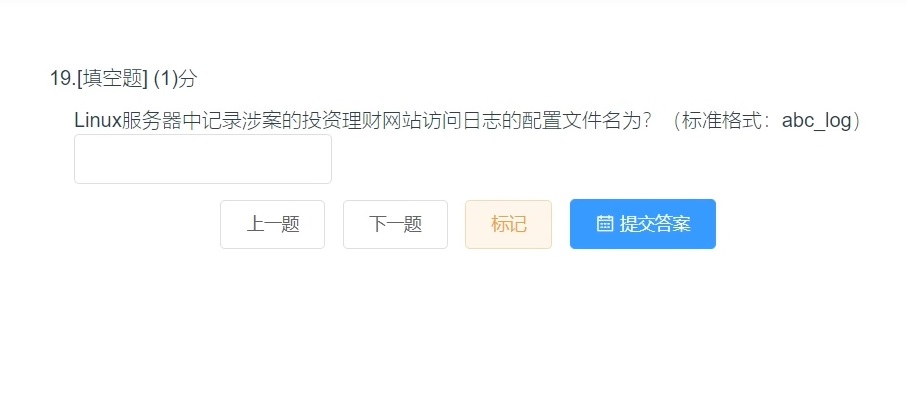 19.[填空题] (1)分
Linux服务器中记录涉案的投资理财网站访问日志的配置文件名为？（标准格式：abc_log）
上一题 下一题 标记 提交答案